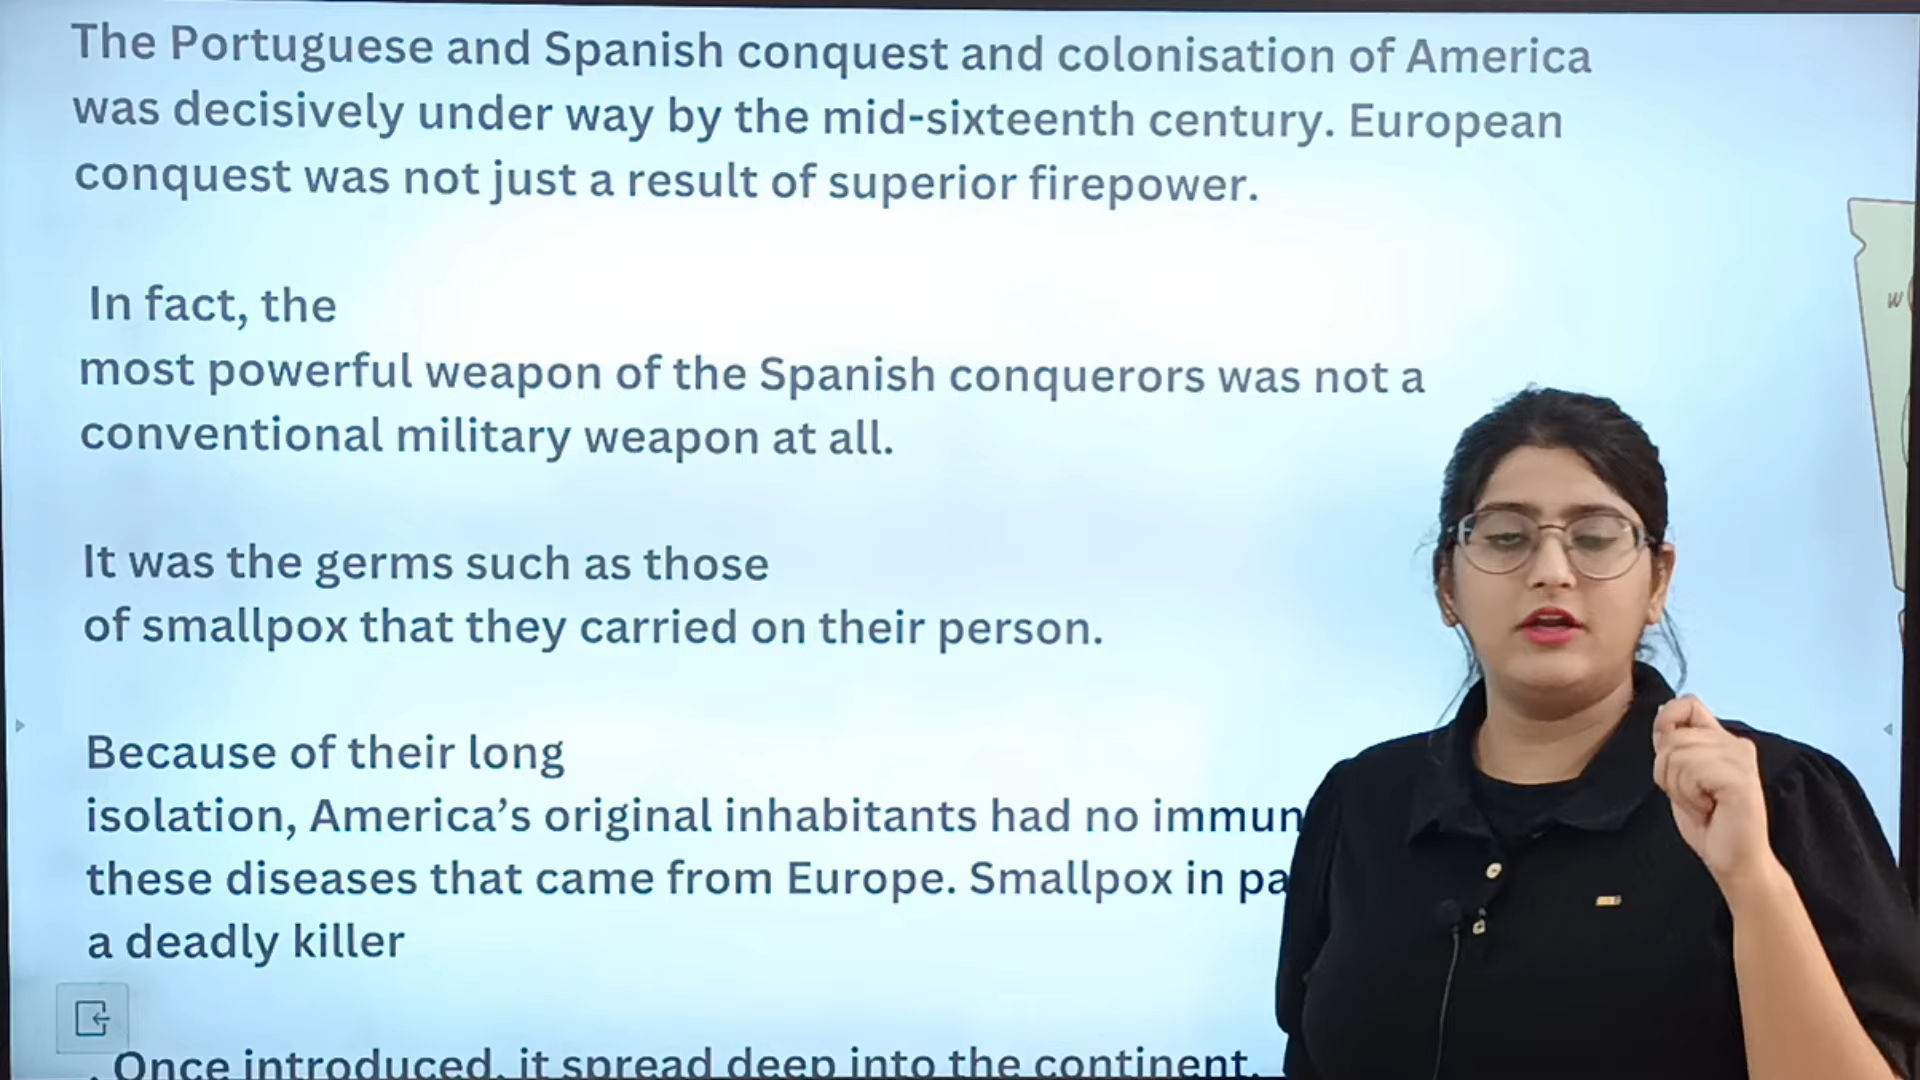 The Portuguese and Spanish conquest and colonisation of America
was decisively under way by the mid-sixteenth century. European
conquest was not just a result of superior firepower.
In fact, the
most powerful weapon of the Spanish conquerors was not a
conventional military weapon at all.
It was the germs such as those
of smallpox that they carried on their person.
Because of their long
isolation, America's original inhabitants had no immun
these diseases that came from Europe. Smallpox in pa
a deadly killer
. Once introduced, it spread deep into the continent.
w